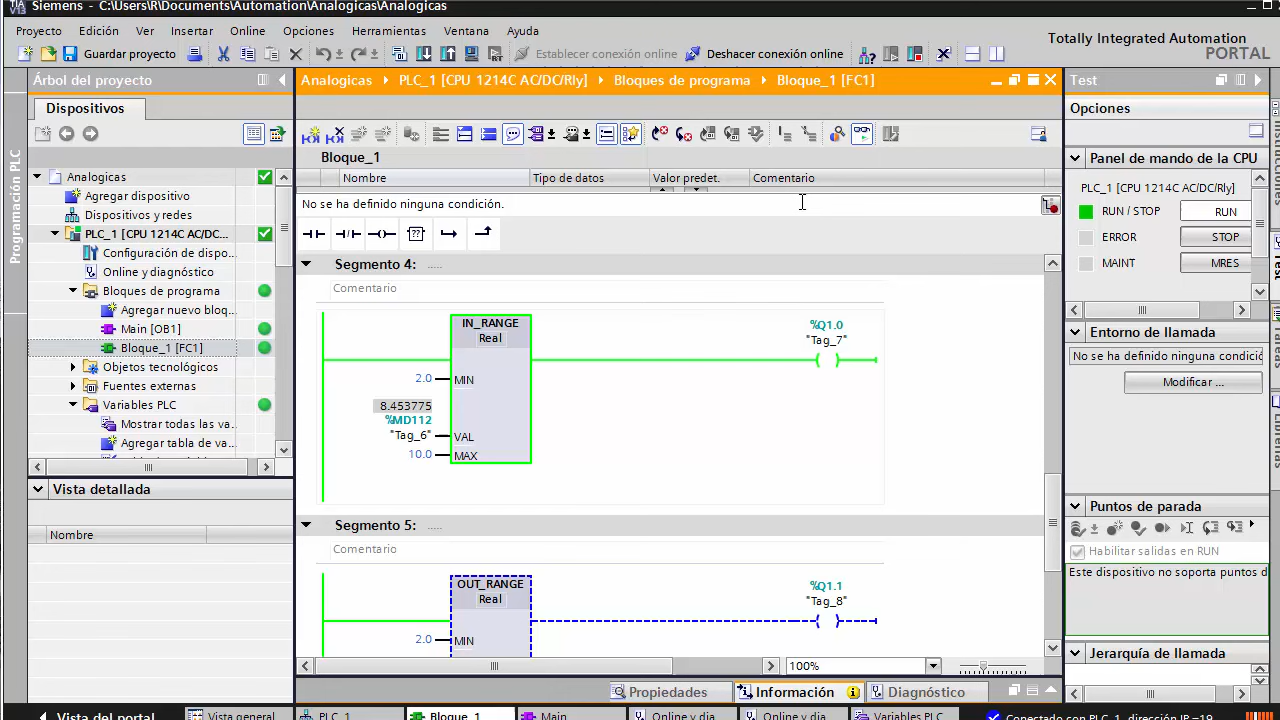 Siemens - C:\Users\R\Documents\Automation\Analogicas\Analogicas
Proyecto Edición Ver Insertar Online Opciones Herramientas Ventana Ayuda
Totally Integrated Automation
PORTAL
Guardar proyecto
Establecer conexión online
Deshacer conexión online
Árbol del proyecto
Dispositivos
Programación PLC
Analogicas
Agregar dispositivo
Dispositivos y redes
PLC_1 [CPU 1214C AC/DC...
Configuración de dispo...
Online y diagnóstico
Bloques de programa
Agregar nuevo bloq...
Main [OB1]
Bloque_1 [FC1]
Objetos tecnológicos
Fuentes externas
Variables PLC
Mostrar todas las va...
Agregar tabla de va...
Vista detallada
Nombre
Analogicas PLC_1 [CPU 1214C AC/DC/Rly] Bloques de programa Bloque_1 [FC1]
Bloque_1
Nombre Tipo de datos Valor predet. Comentario
No se ha definido ninguna condición.
??
Segmento 4: .....
Comentario
IN_RANGE
Real
%Q1.0
"Tag_7"
2.0 MIN
8.453775
%MD112
"Tag_6" VAL
10.0 MAX
Segmento 5: .....
Comentario
OUT_RANGE
Real
%Q1.1
"Tag_8"
2.0 MIN
100%
Propiedades Información Diagnóstico
Test
Opciones
Panel de mando de la CPU
PLC_1 [CPU 1214C AC/DC/Rly]
RUN / STOP RUN
ERROR STOP
MAINT MRES
Entorno de llamada
No se ha definido ninguna condició
Modificar ...
Puntos de parada
Habilitar salidas en RUN
Este dispositivo no soporta puntos d
Jerarquía de llamada
Vista del portal Vista general PLC_1 Bloque_1 Main Online y dia... Online y dia... Variables PLC